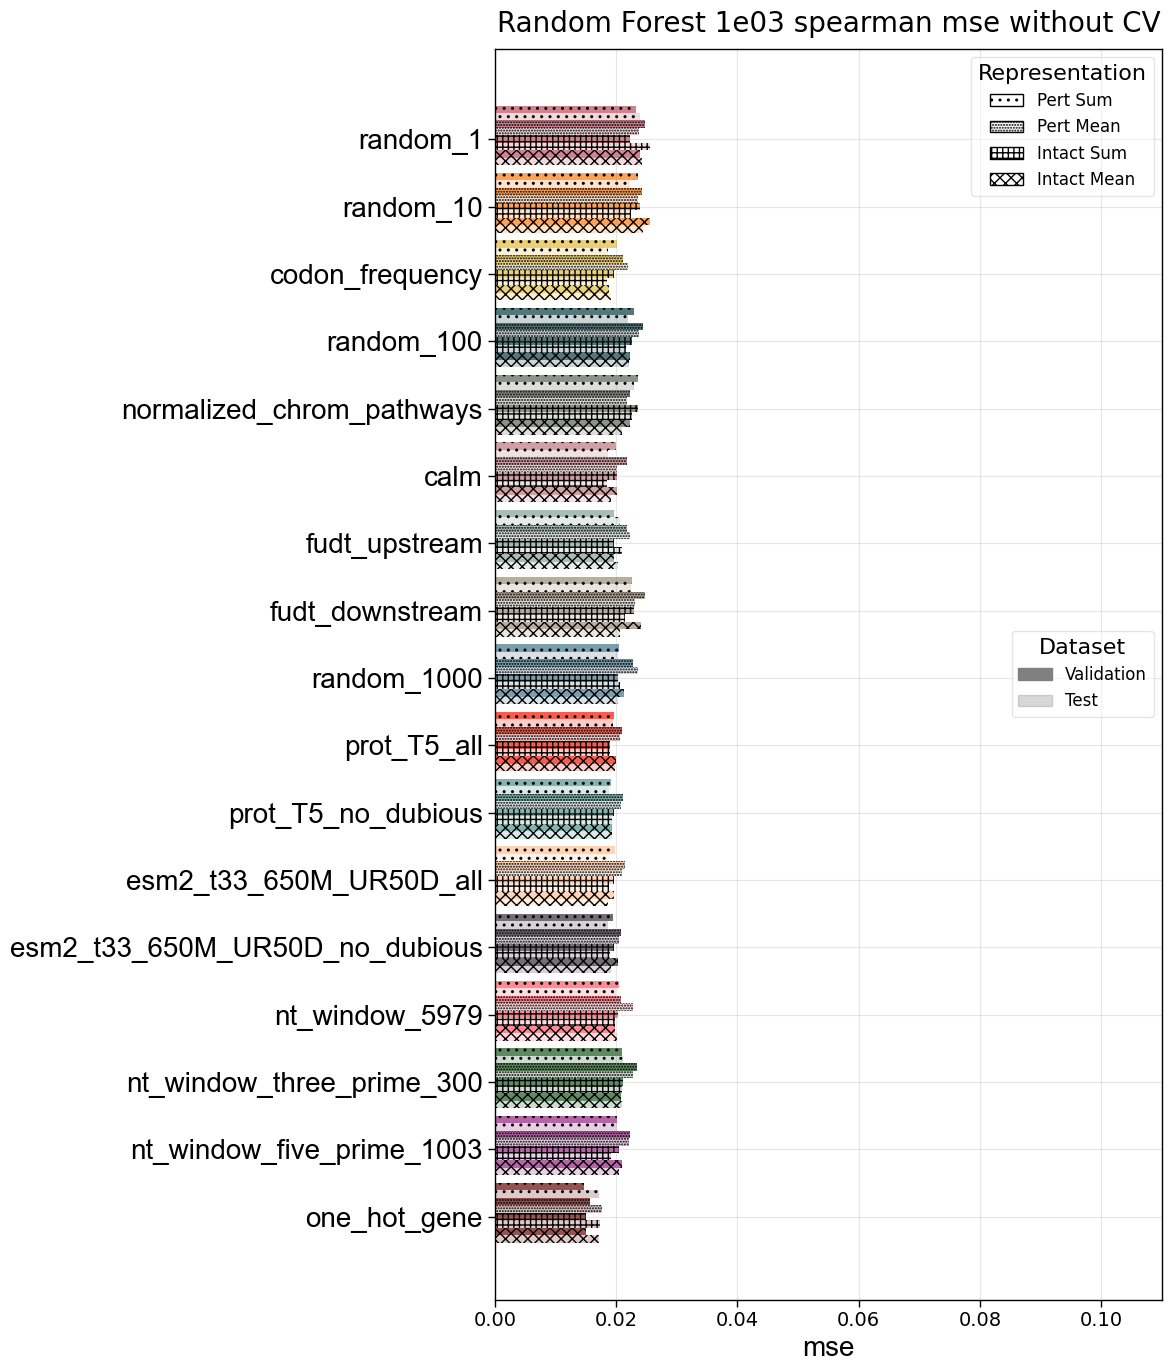 Random Forest 1e03 spearman mse without CV
Representation
Pert Sum
Pert Mean
Intact Sum
Intact Mean
random_1
random_10
codon_frequency
random_100
normalized_chrom_pathways
calm
fudt_upstream
fudt_downstream
Dataset
Validation
Test
random_1000
prot_T5_all
prot_T5_no_dubious
esm2_t33_650M_UR50D_all
esm2_t33_650M_UR50D_no_dubious
nt_window_5979
nt_window_three_prime_300
nt_window_five_prime_1003
one_hot_gene
0.00 0.02 0.04 0.06 0.08 0.10
mse